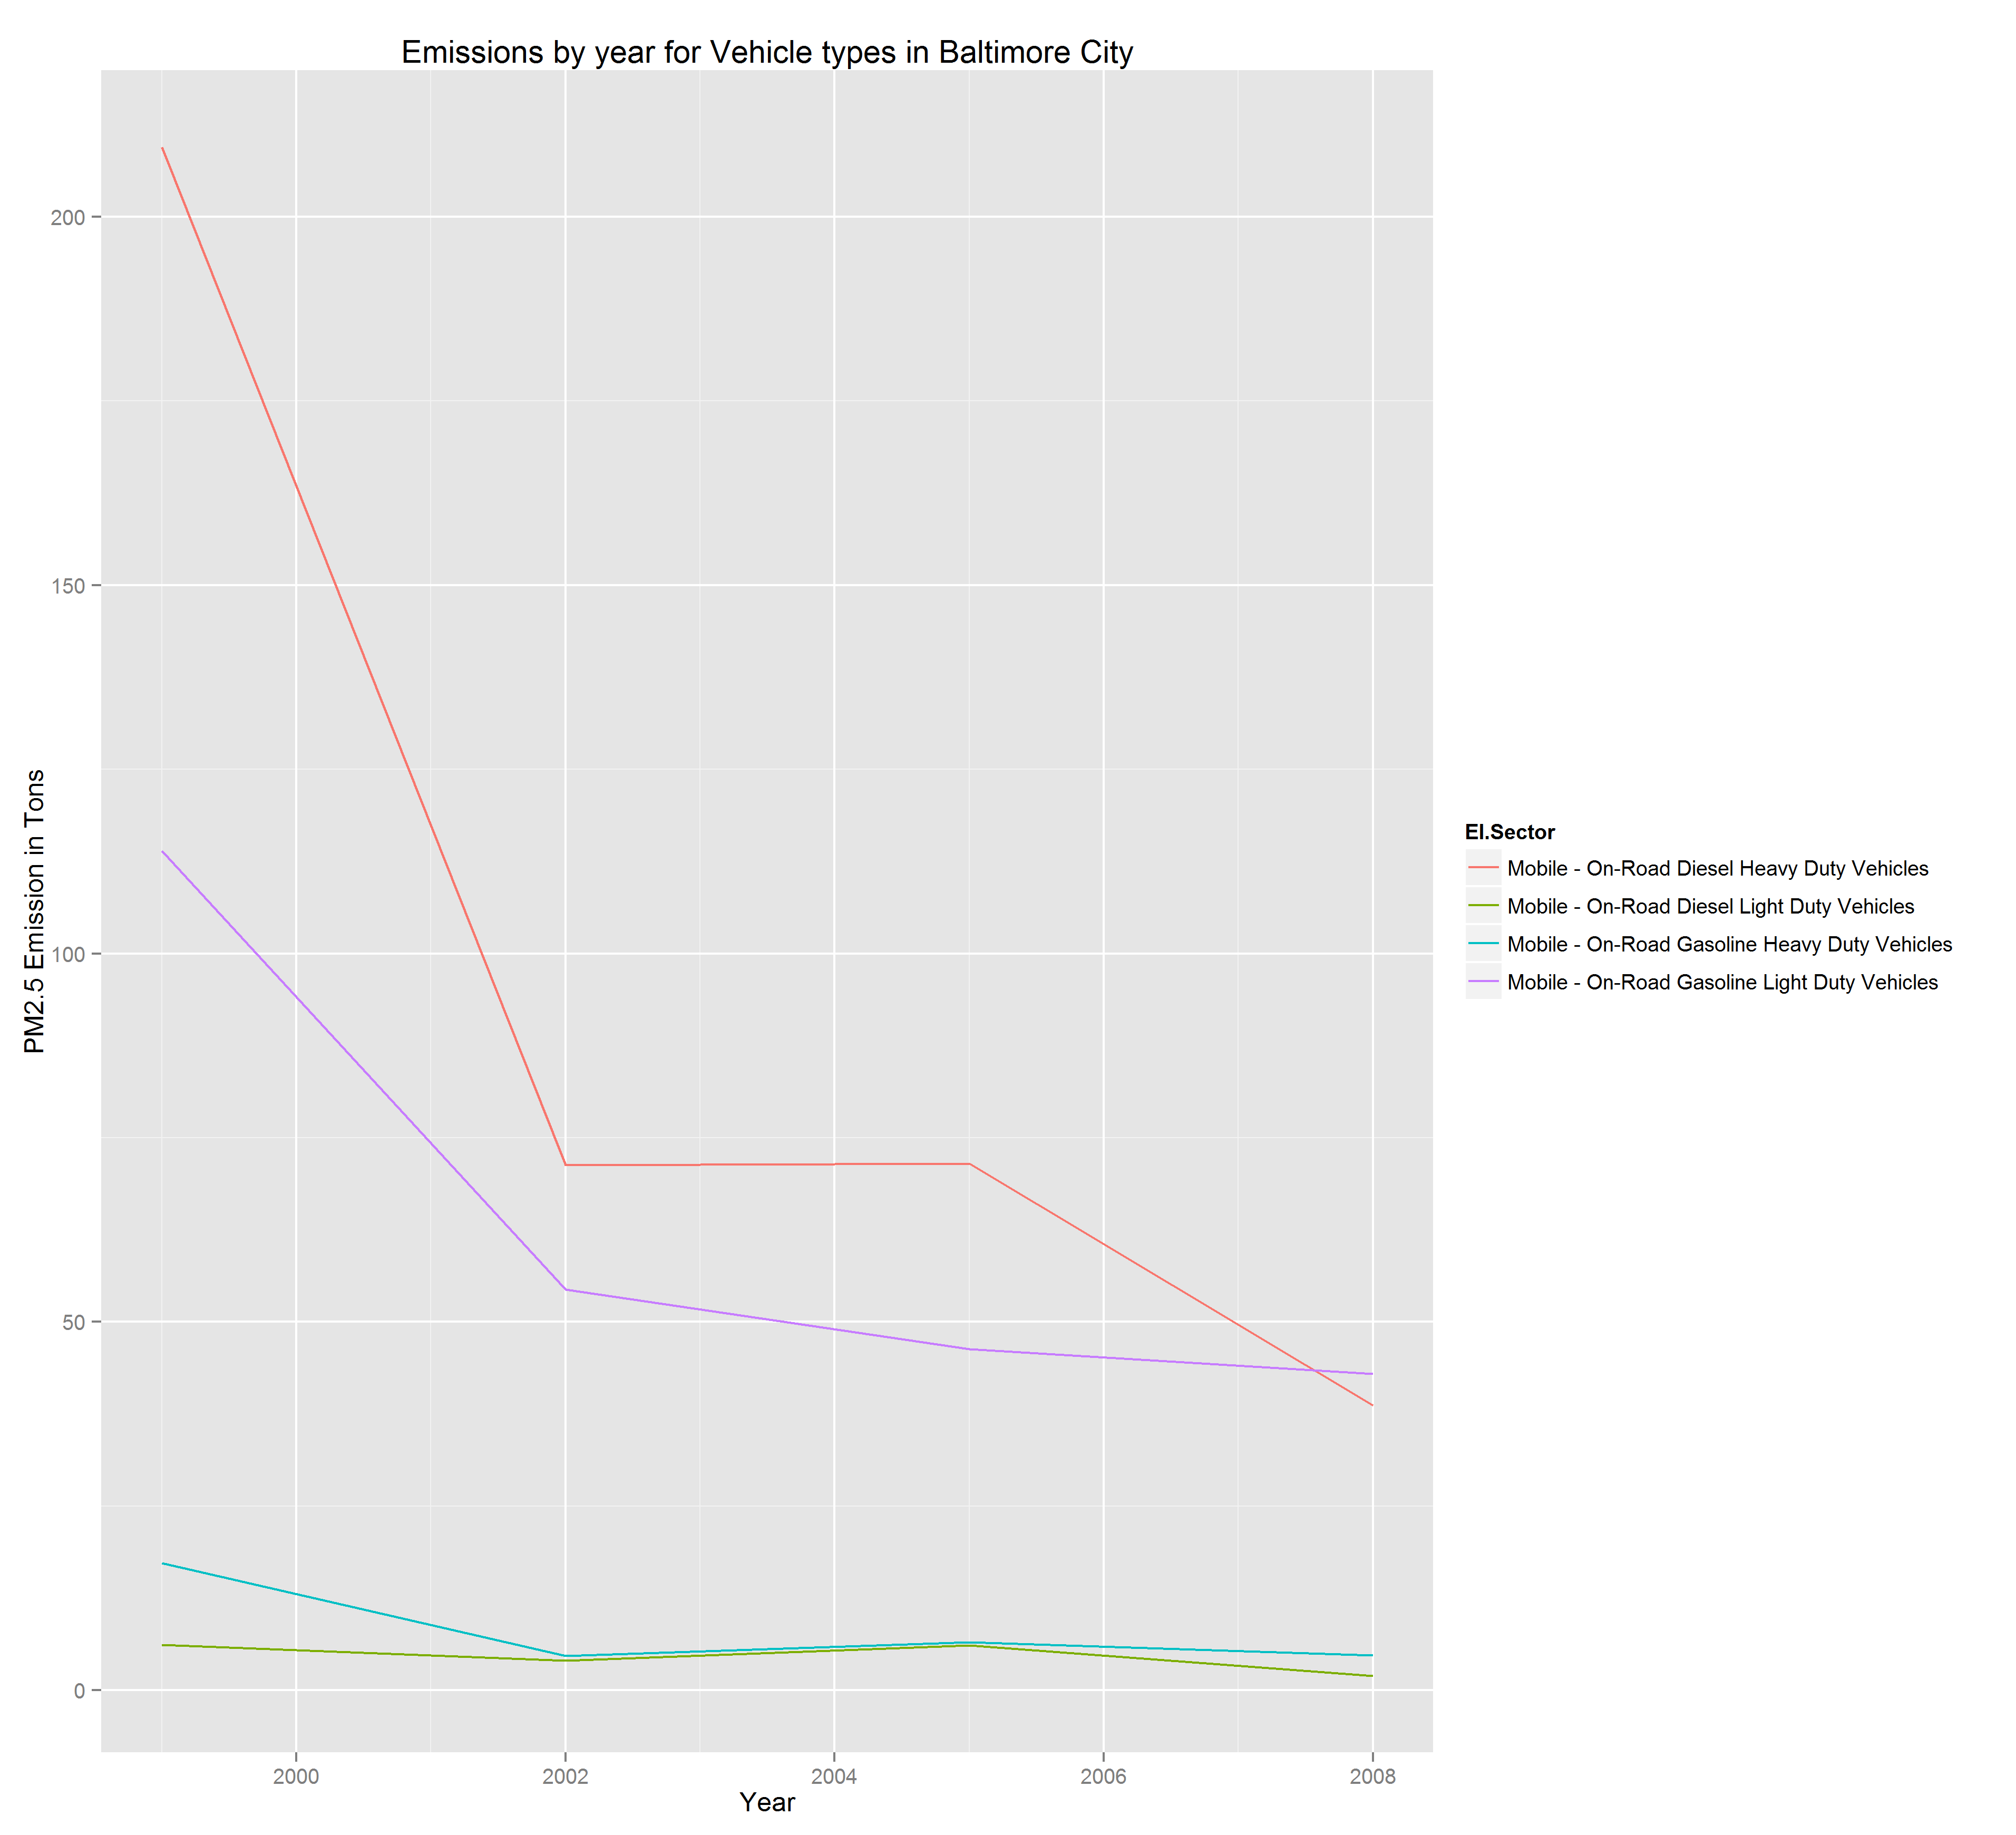 Emissions by year for Vehicle types in Baltimore City
200
150
100
50
0
PM2.5 Emission in Tons
2000
2002
2004
2006
2008
Year
EI.Sector
Mobile - On-Road Diesel Heavy Duty Vehicles
Mobile - On-Road Diesel Light Duty Vehicles
Mobile - On-Road Gasoline Heavy Duty Vehicles
Mobile - On-Road Gasoline Light Duty Vehicles